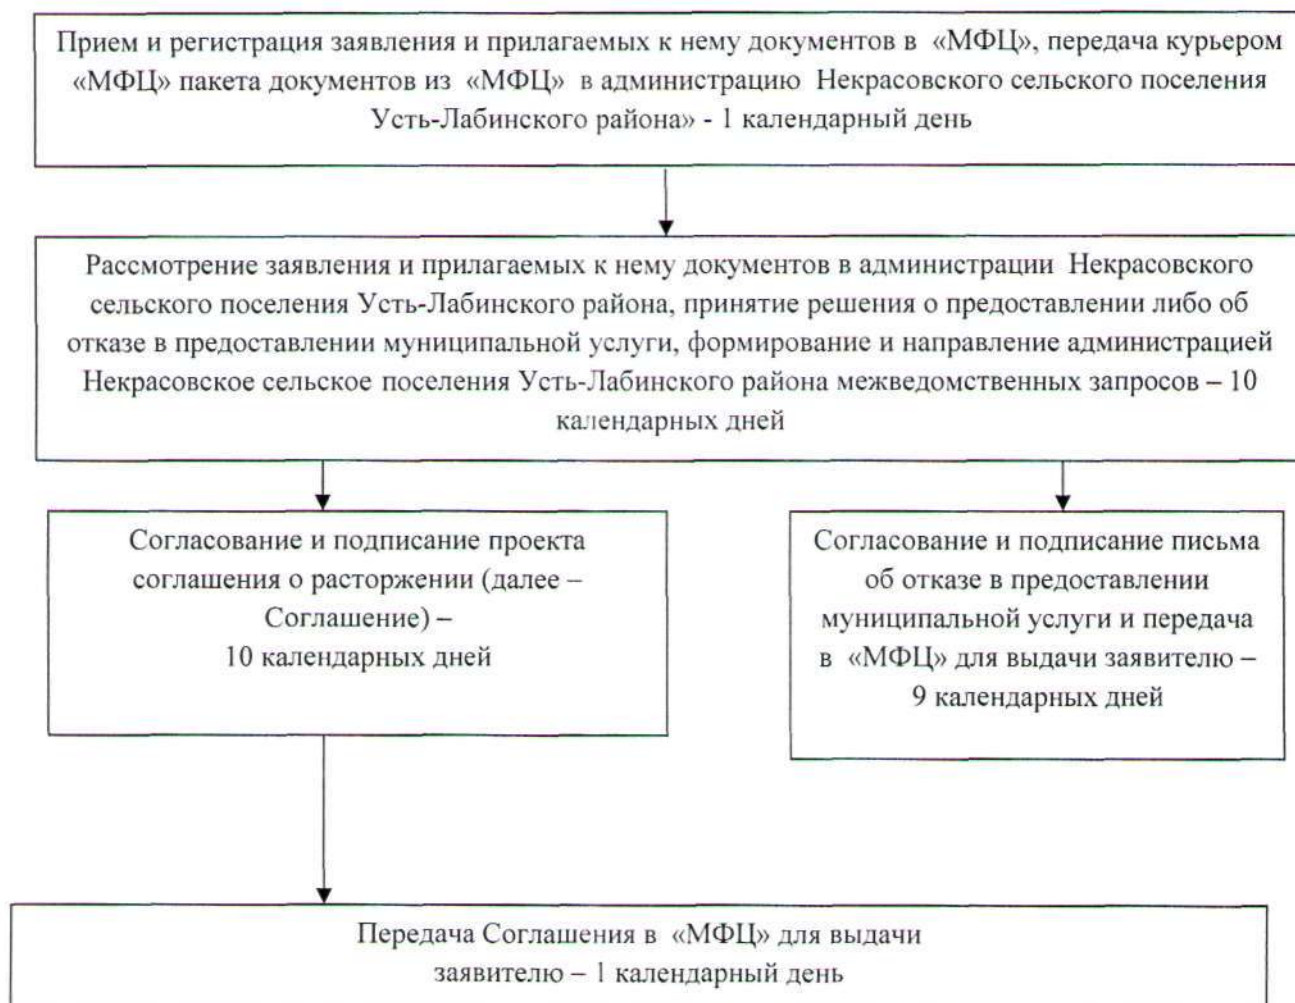 Прием и регистрация заявления и прилагаемых к нему документов в «МФЦ», передача курьером
«МФЦ» пакета документов из «МФЦ» в администрацию Некрасовского сельского поселения
Усть-Лабинского района» - 1 календарный день
Рассмотрение заявления и прилагаемых к нему документов в администрации Некрасовского
сельского поселения Усть-Лабинского района, принятие решения о предоставлении либо об
отказе в предоставлении муниципальной услуги, формирование и направление администрацией
Некрасовское сельское поселения Усть-Лабинского района межведомственных запросов – 10
календарных дней
Согласование и подписание проекта
соглашения о расторжении (далее –
Соглашение) –
10 календарных дней
Согласование и подписание письма
об отказе в предоставлении
муниципальной услуги и передача
в «МФЦ» для выдачи заявителю –
9 календарных дней
Передача Соглашения в «МФЦ» для выдачи
заявителю – 1 календарный день